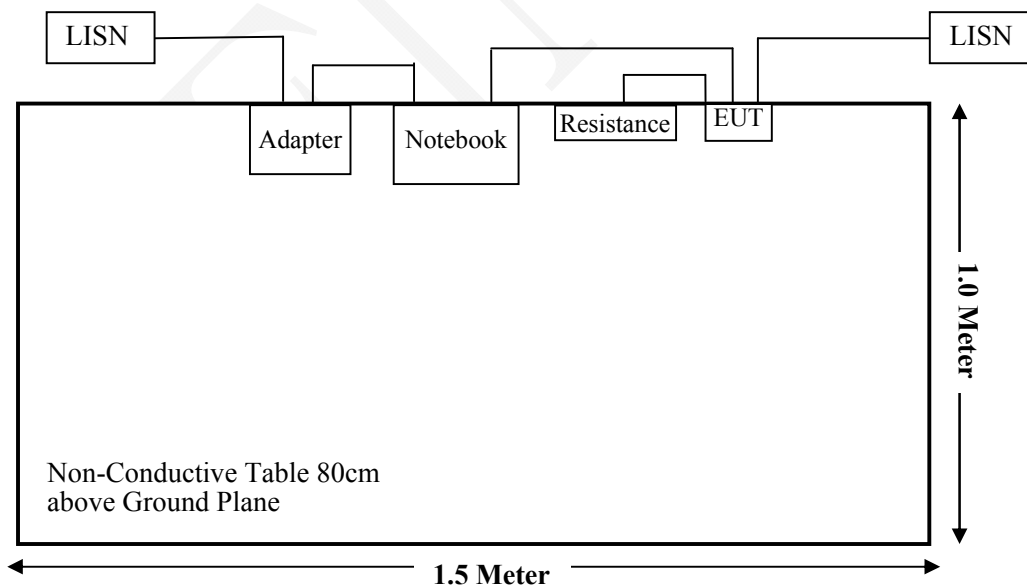 LISN
LISN
Adapter
Notebook
Resistance
EUT
1.0 Meter
Non-Conductive Table 80cm
above Ground Plane
1.5 Meter